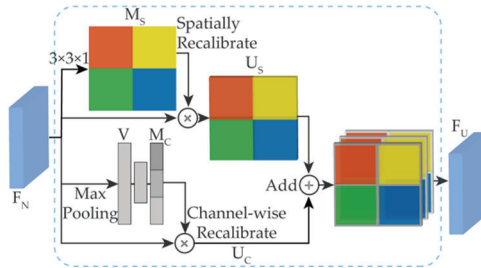 M_S
Spatially
Recalibrate
3×3×1
U_S
V
M_C
F_N
Max
Pooling
Add
F_U
Channel-wise
Recalibrate
U_C